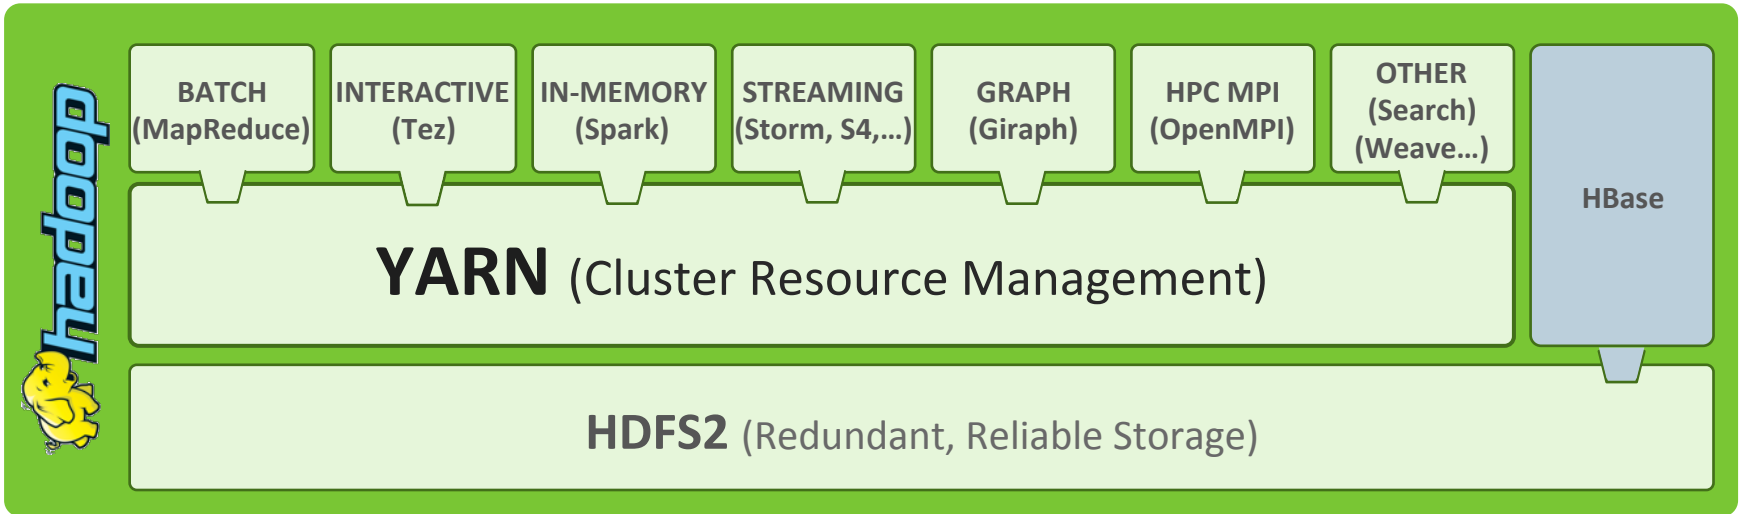 hadoop
BATCH
(MapReduce)
INTERACTIVE
(Tez)
IN-MEMORY
(Spark)
STREAMING
(Storm, S4,...)
GRAPH
(Giraph)
HPC MPI
(OpenMPI)
OTHER
(Search)
(Weave...)
HBase
YARN (Cluster Resource Management)
HDFS2 (Redundant, Reliable Storage)